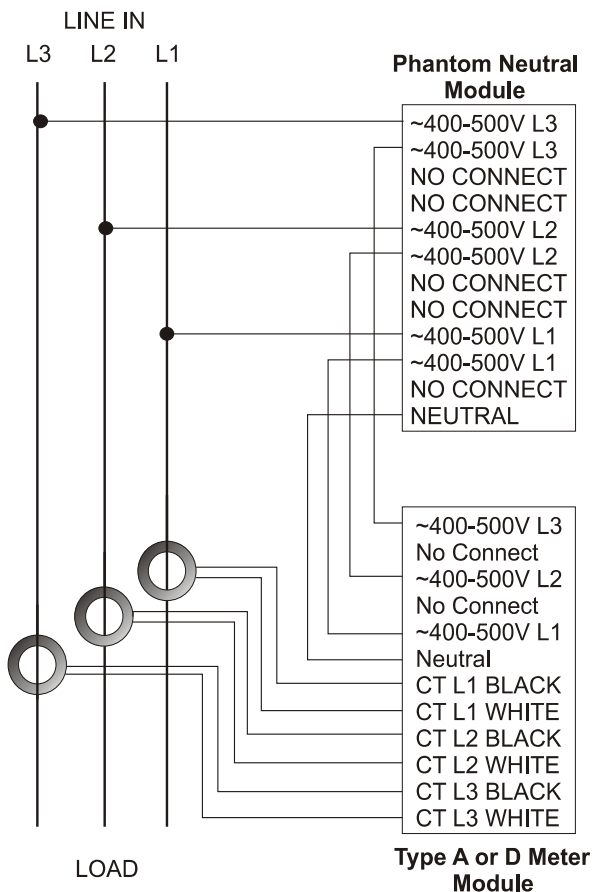 LINE IN
L3 L2 L1
Phantom Neutral
Module
~400-500V L3
~400-500V L3
NO CONNECT
NO CONNECT
~400-500V L2
~400-500V L2
NO CONNECT
NO CONNECT
~400-500V L1
~400-500V L1
NO CONNECT
NEUTRAL
~400-500V L3
No Connect
~400-500V L2
No Connect
~400-500V L1
Neutral
CT L1 BLACK
CT L1 WHITE
CT L2 BLACK
CT L2 WHITE
CT L3 BLACK
CT L3 WHITE
LOAD
Type A or D Meter
Module